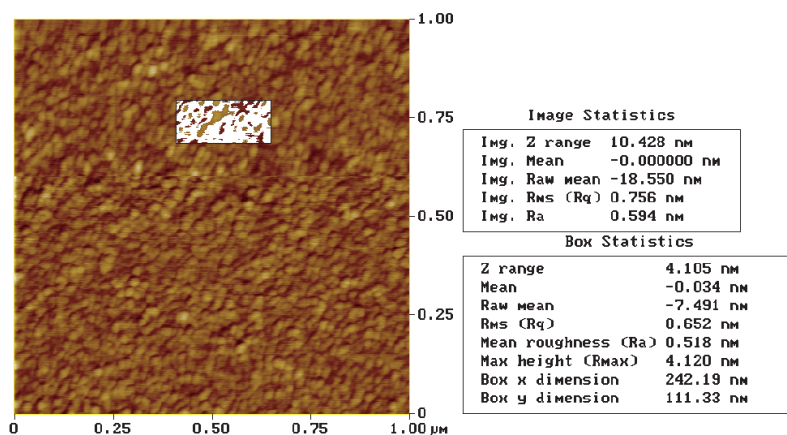 1.00
0.75
0.50
0.25
0
0 0.25 0.50 0.75 1.00 µM
Image Statistics
Img. Z range 10.428 nM
Img. Mean -0.000000 nM
Img. Raw mean -18.550 nM
Img. Rms (Rq) 0.756 nM
Img. Ra 0.594 nM
Box Statistics
Z range 4.105 nM
Mean -0.034 nM
Raw mean -7.491 nM
Rms (Rq) 0.652 nM
Mean roughness (Ra) 0.518 nM
Max height (Rmax) 4.120 nM
Box x dimension 242.19 nM
Box y dimension 111.33 nM